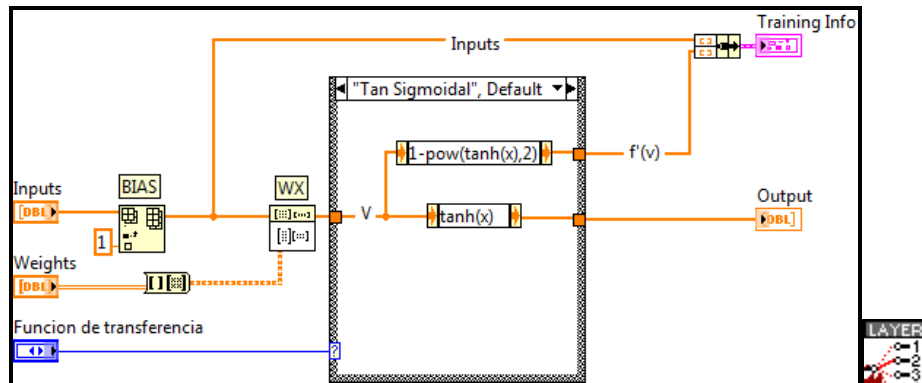 Training Info
Inputs
"Tan Sigmoidal", Default
1-pow(tanh(x),2)
f'(v)
Inputs
BIAS
WX
Output
[DBL]
V
tanh(x)
DBL]
1
Weights
[DBL]
Funcion de transferencia
?
LAYER
1
2
3